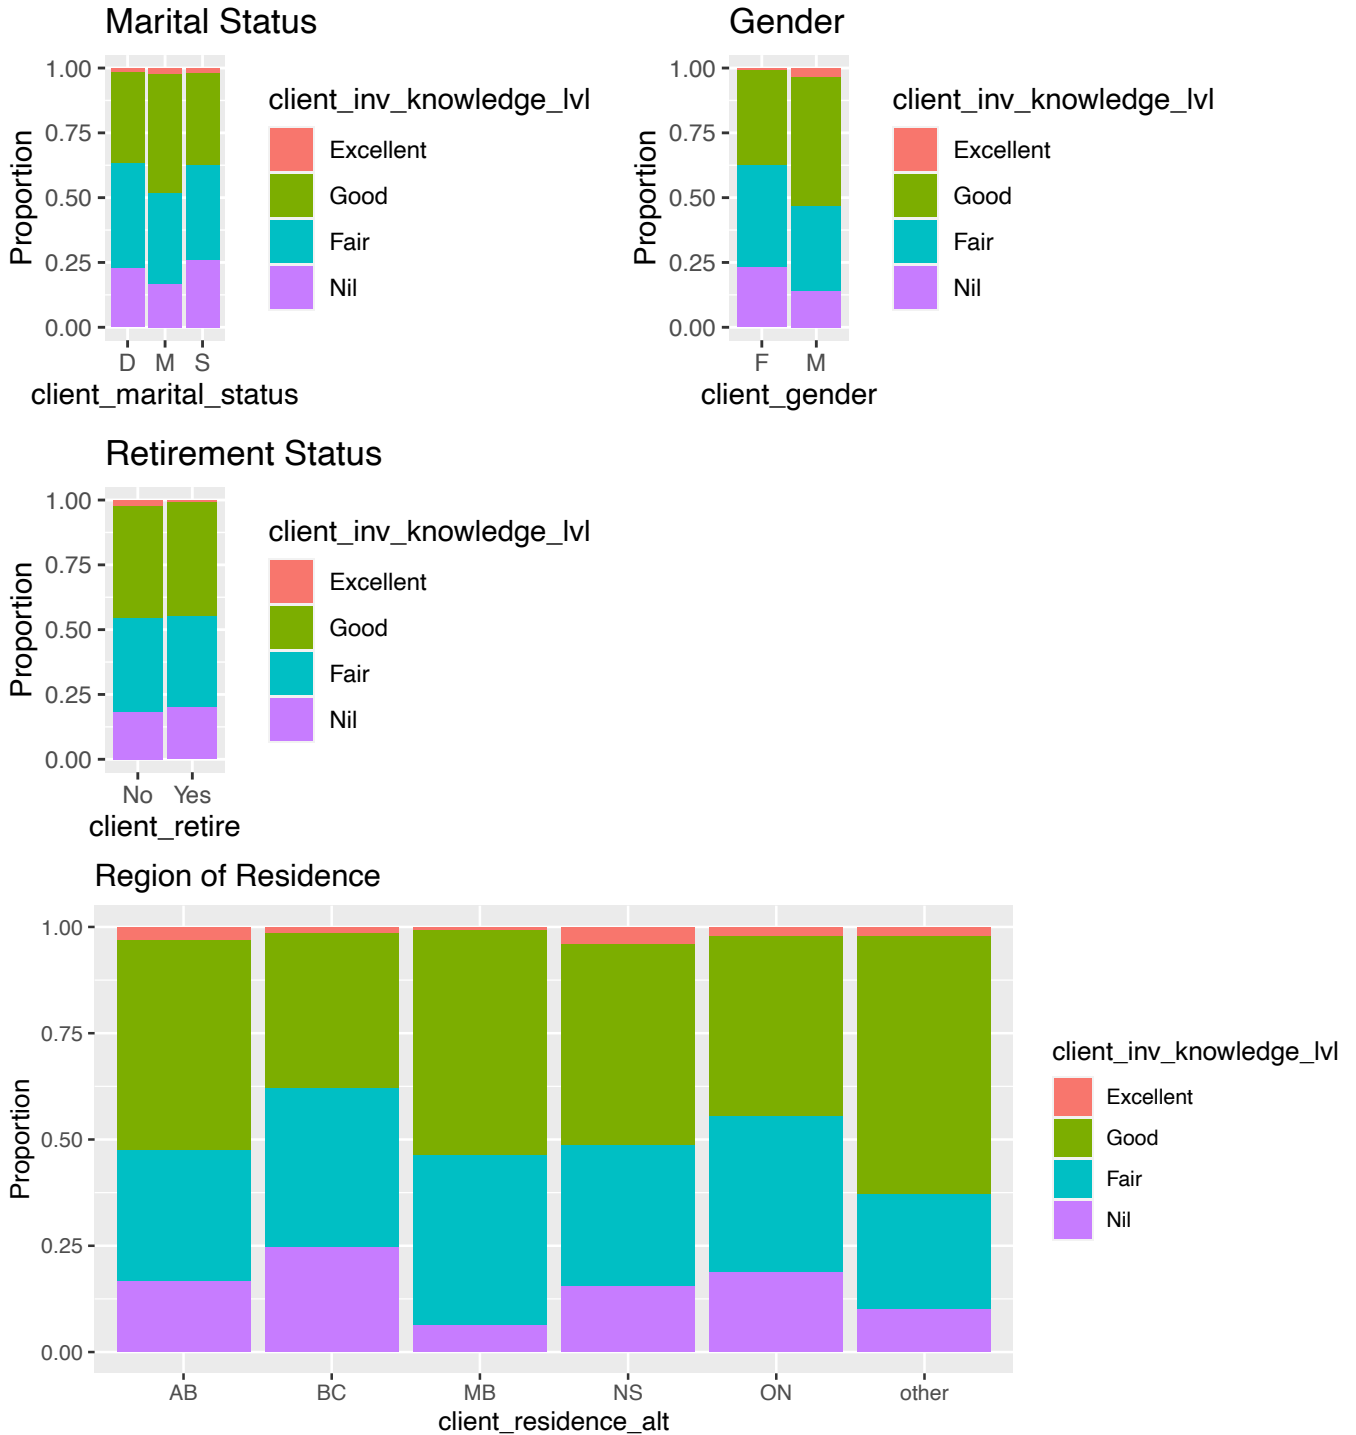 Marital Status
1.00
0.75
0.50
0.25
0.00
Proportion
D M S
client_marital_status
client_inv_knowledge_lvl
Excellent
Good
Fair
Nil
Gender
1.00
0.75
0.50
0.25
0.00
Proportion
F M
client_gender
client_inv_knowledge_lvl
Excellent
Good
Fair
Nil
Retirement Status
1.00
0.75
0.50
0.25
0.00
Proportion
No Yes
client_retire
client_inv_knowledge_lvl
Excellent
Good
Fair
Nil
Region of Residence
1.00
0.75
0.50
0.25
0.00
Proportion
AB BC MB NS ON other
client_residence_alt
client_inv_knowledge_lvl
Excellent
Good
Fair
Nil